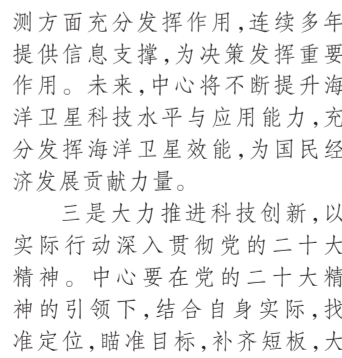 测方面充分发挥作用,连续多年
提供信息支撑,为决策发挥重要
作用。未来,中心将不断提升海
洋卫星科技水平与应用能力,充
分发挥海洋卫星效能,为国民经
济发展贡献力量。
三是大力推进科技创新,以
实际行动深入贯彻党的二十大
精神。中心要在党的二十大精
神的引领下,结合自身实际,找
准定位,瞄准目标,补齐短板,大